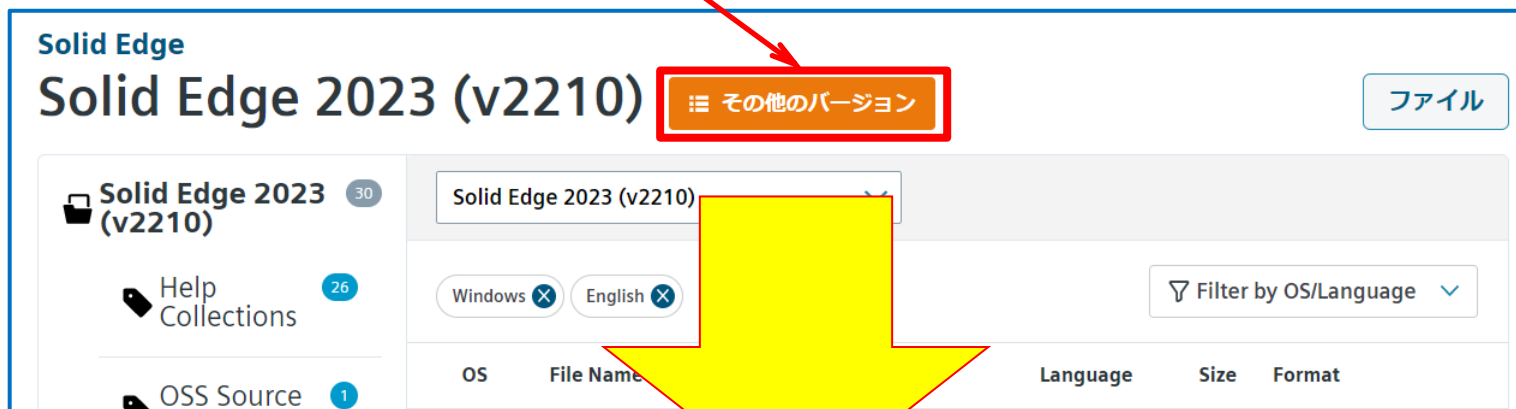 Solid Edge
Solid Edge 2023 (v2210)
その他のバージョン
ファイル
Solid Edge 2023
(v2210)
30
Solid Edge 2023 (v2210)
Help
Collections
26
Windows
English
Filter by OS/Language
OSS Source
1
OS
File Name
Language
Size
Format